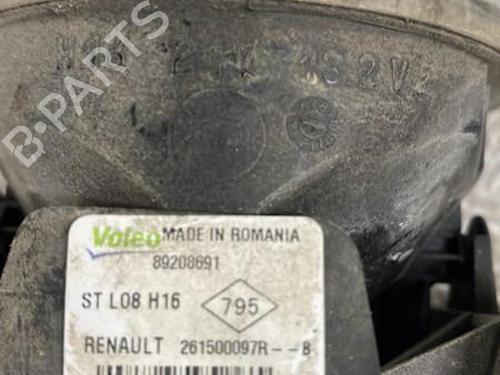 Valeo MADE IN ROMANIA
89208691
ST L08 H16 795
RENAULT 261500097R--B
B-PARTS